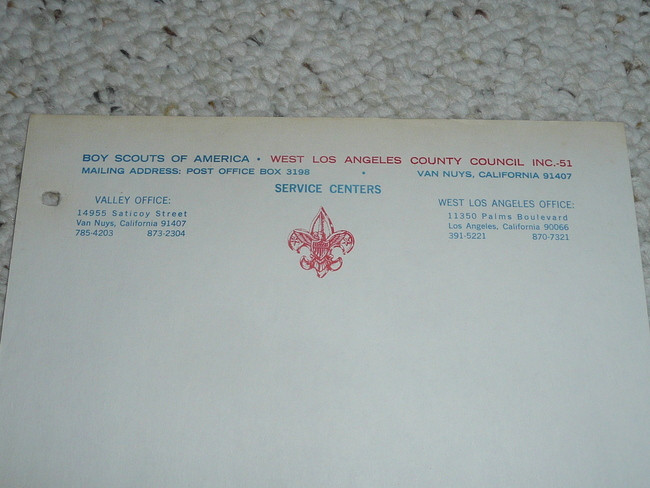 BOY SCOUTS OF AMERICA • WEST LOS ANGELES COUNTY COUNCIL INC.-51
MAILING ADDRESS: POST OFFICE BOX 3198 • VAN NUYS, CALIFORNIA 91407
SERVICE CENTERS
VALLEY OFFICE:
14955 Saticoy Street
Van Nuys, California 91407
785-4203 873-2304
WEST LOS ANGELES OFFICE:
11350 Palms Boulevard
Los Angeles, California 90066
391-5221 870-7321